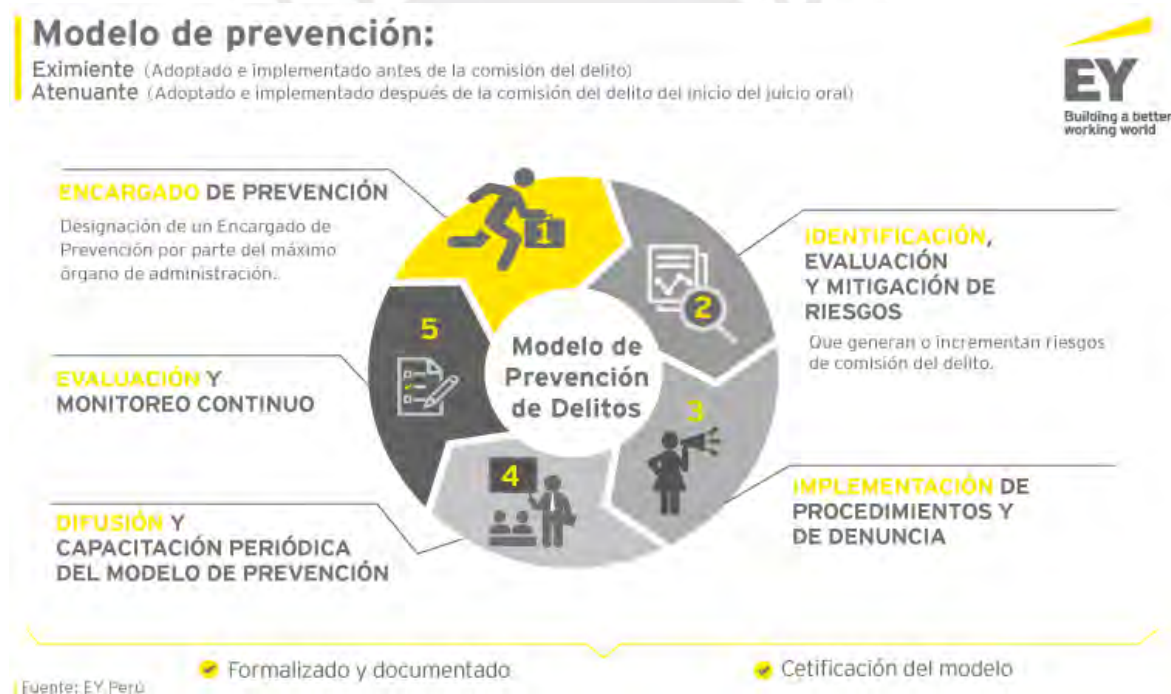 Modelo de prevención:
Eximiente (Adoptado e implementado antes de la comisión del delito)
Atenuante (Adoptado e implementado después de la comisión del delito del inicio del juicio oral)
EY
Building a better
working world
ENCARGADO DE PREVENCIÓN
Designación de un Encargado de
Prevención por parte del máximo
órgano de administración.
1
IDENTIFICACIÓN,
EVALUACIÓN
Y MITIGACIÓN DE
RIESGOS
Que generan o incrementan riesgos
de comisión del delito.
2
5
Modelo de
Prevención
de Delitos
EVALUACIÓN Y
MONITOREO CONTINUO
3
4
IMPLEMENTACIÓN DE
PROCEDIMIENTOS Y
DE DENUNCIA
DIFUSIÓN Y
CAPACITACIÓN PERIÓDICA
DEL MODELO DE PREVENCIÓN
Formalizado y documentado
Cetificación del modelo
Fuente: EY Perú